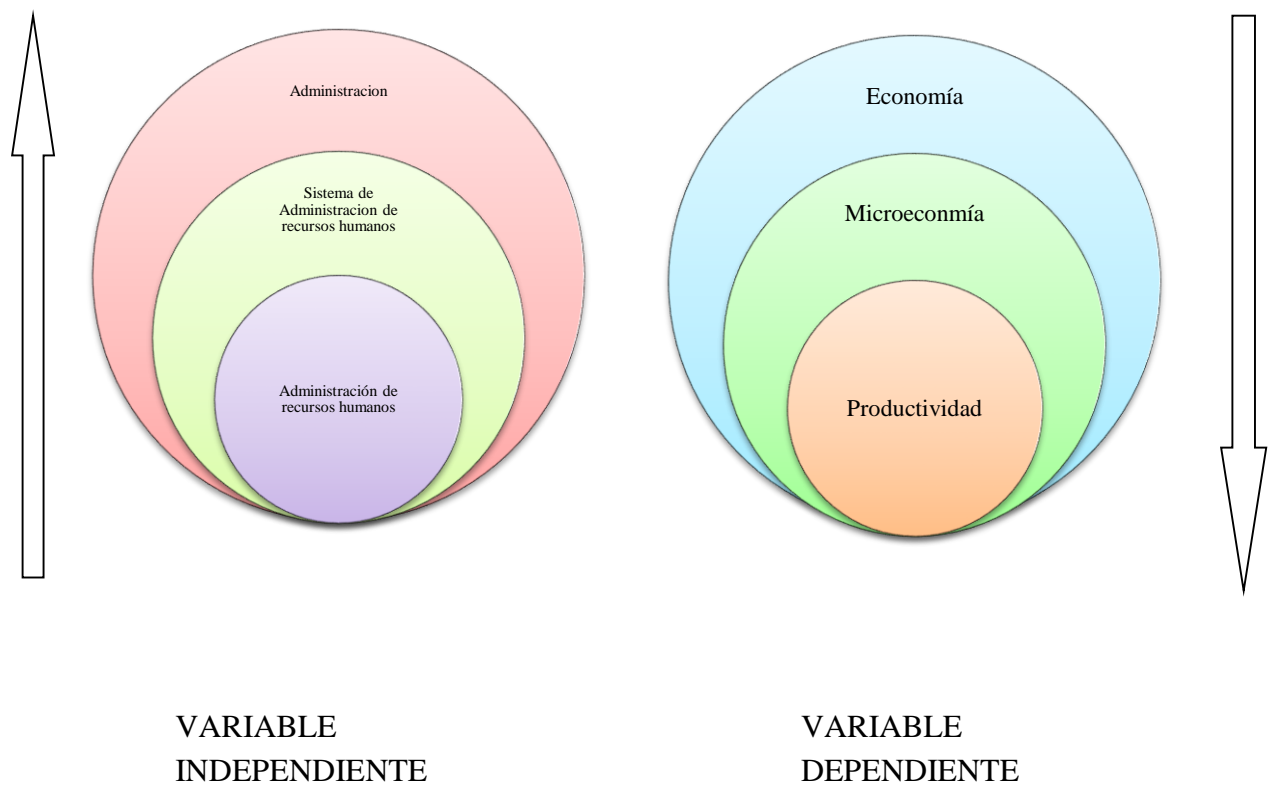 Administracion
Sistema de
Administracion de
recursos humanos
Administración de
recursos humanos
Economía
Microeconmía
Productividad
VARIABLE
INDEPENDIENTE
VARIABLE
DEPENDIENTE